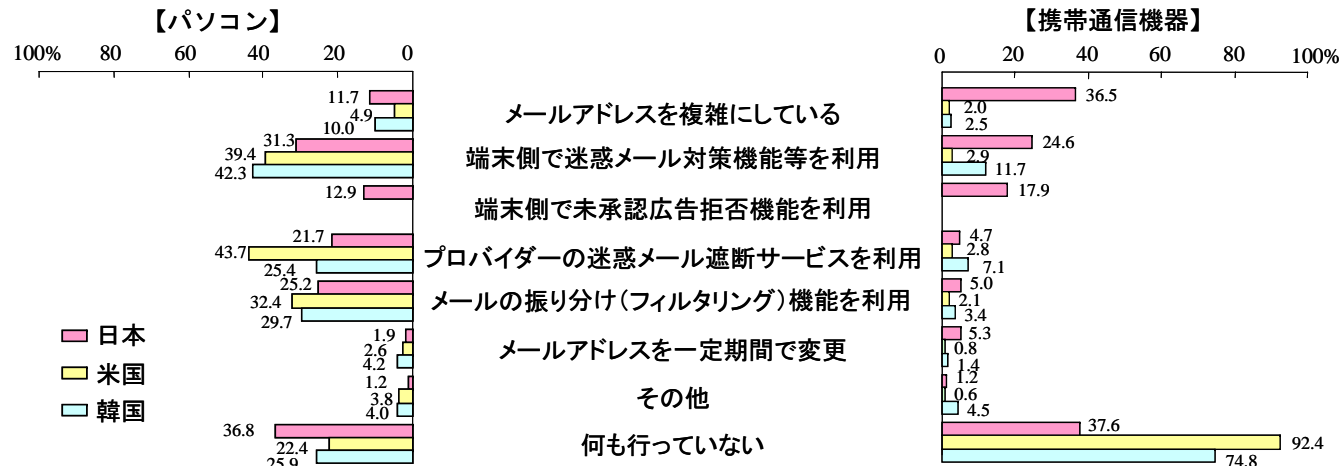 【パソコン】
【携帯通信機器】
100% 80 60 40 20 0
0 20 40 60 80 100%
11.7
4.9
10.0
メールアドレスを複雑にしている
36.5
2.0
2.5
31.3
39.4
42.3
端末側で迷惑メール対策機能等を利用
24.6
2.9
11.7
12.9
端末側で未承認広告拒否機能を利用
17.9
21.7
43.7
25.4
プロバイダーの迷惑メール遮断サービスを利用
4.7
2.8
7.1
25.2
32.4
29.7
メールの振り分け(フィルタリング)機能を利用
5.0
2.1
3.4
1.9
2.6
4.2
メールアドレスを一定期間で変更
5.3
0.8
1.4
1.2
3.8
4.0
その他
1.2
0.6
4.5
36.8
22.4
25.9
何も行っていない
37.6
92.4
74.8
日本
米国
韓国